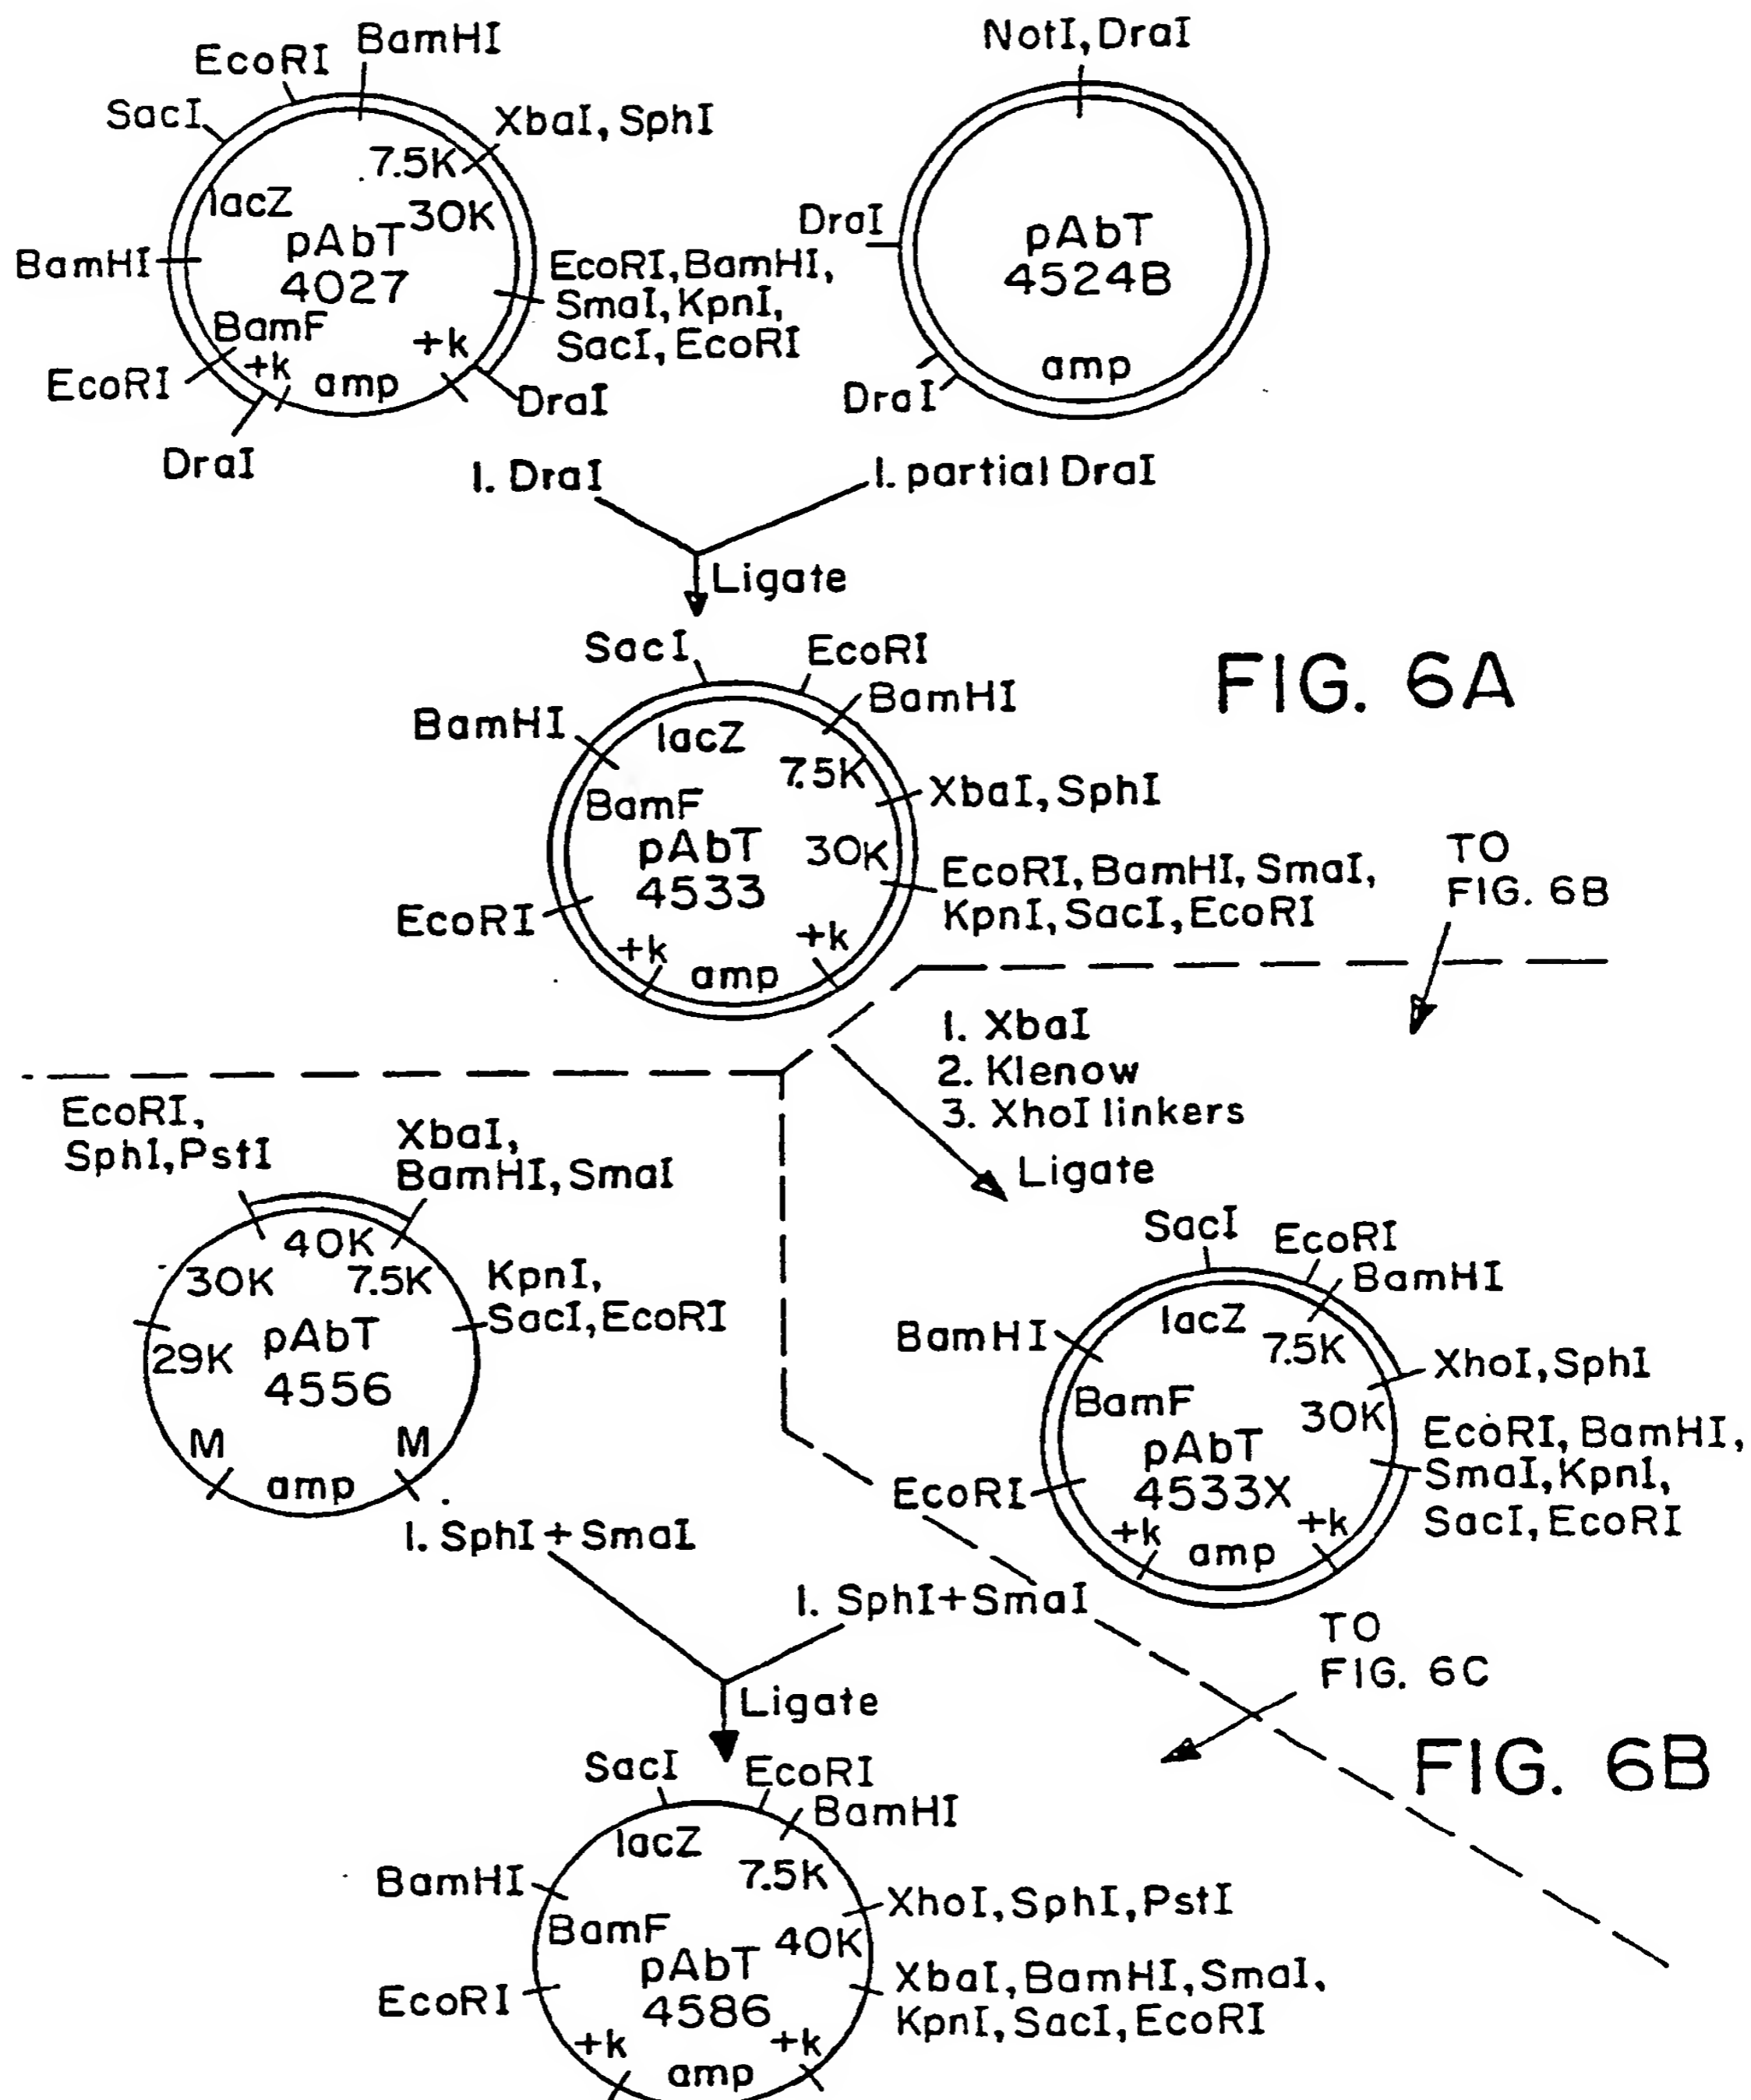 EcoRI
BamHI
SacI
XbaI, SphI
7.5K
lacZ
30K
pAbT
4027
BamHI
EcoRI, BamHI,
SmaI, KpnI,
SacI, EcoRI
BamF
+k
+k
EcoRI
amp
DraI
DraI
NotI, DraI
DraI
pAbT
4524B
amp
DraI
1. DraI
1. partial DraI
Ligate
SacI
EcoRI
BamHI
BamHI
lacZ
7.5K
XbaI, SphI
BamF
pAbT
4533
30K
EcoRI, BamHI, SmaI,
KpnI, SacI, EcoRI
EcoRI
+k
+k
amp
FIG. 6A
TO
FIG. 6B
1. XbaI
2. Klenow
3. XhoI linkers
Ligate
EcoRI,
SphI, PstI
XbaI,
BamHI, SmaI
40K
30K
7.5K
KpnI,
SacI, EcoRI
29K
pAbT
4556
M
M
amp
1. SphI + SmaI
SacI
EcoRI
BamHI
BamHI
lacZ
7.5K
XhoI, SphI
BamF
30K
pAbT
4533X
EcoRI, BamHI,
SmaI, KpnI,
SacI, EcoRI
EcoRI
+k
+k
amp
1. SphI+SmaI
TO
FIG. 6C
Ligate
FIG. 6B
SacI
EcoRI
BamHI
lacZ
7.5K
BamHI
XhoI, SphI, PstI
BamF
40K
pAbT
4586
XbaI, BamHI, SmaI,
KpnI, SacI, EcoRI
EcoRI
+k
+k
amp